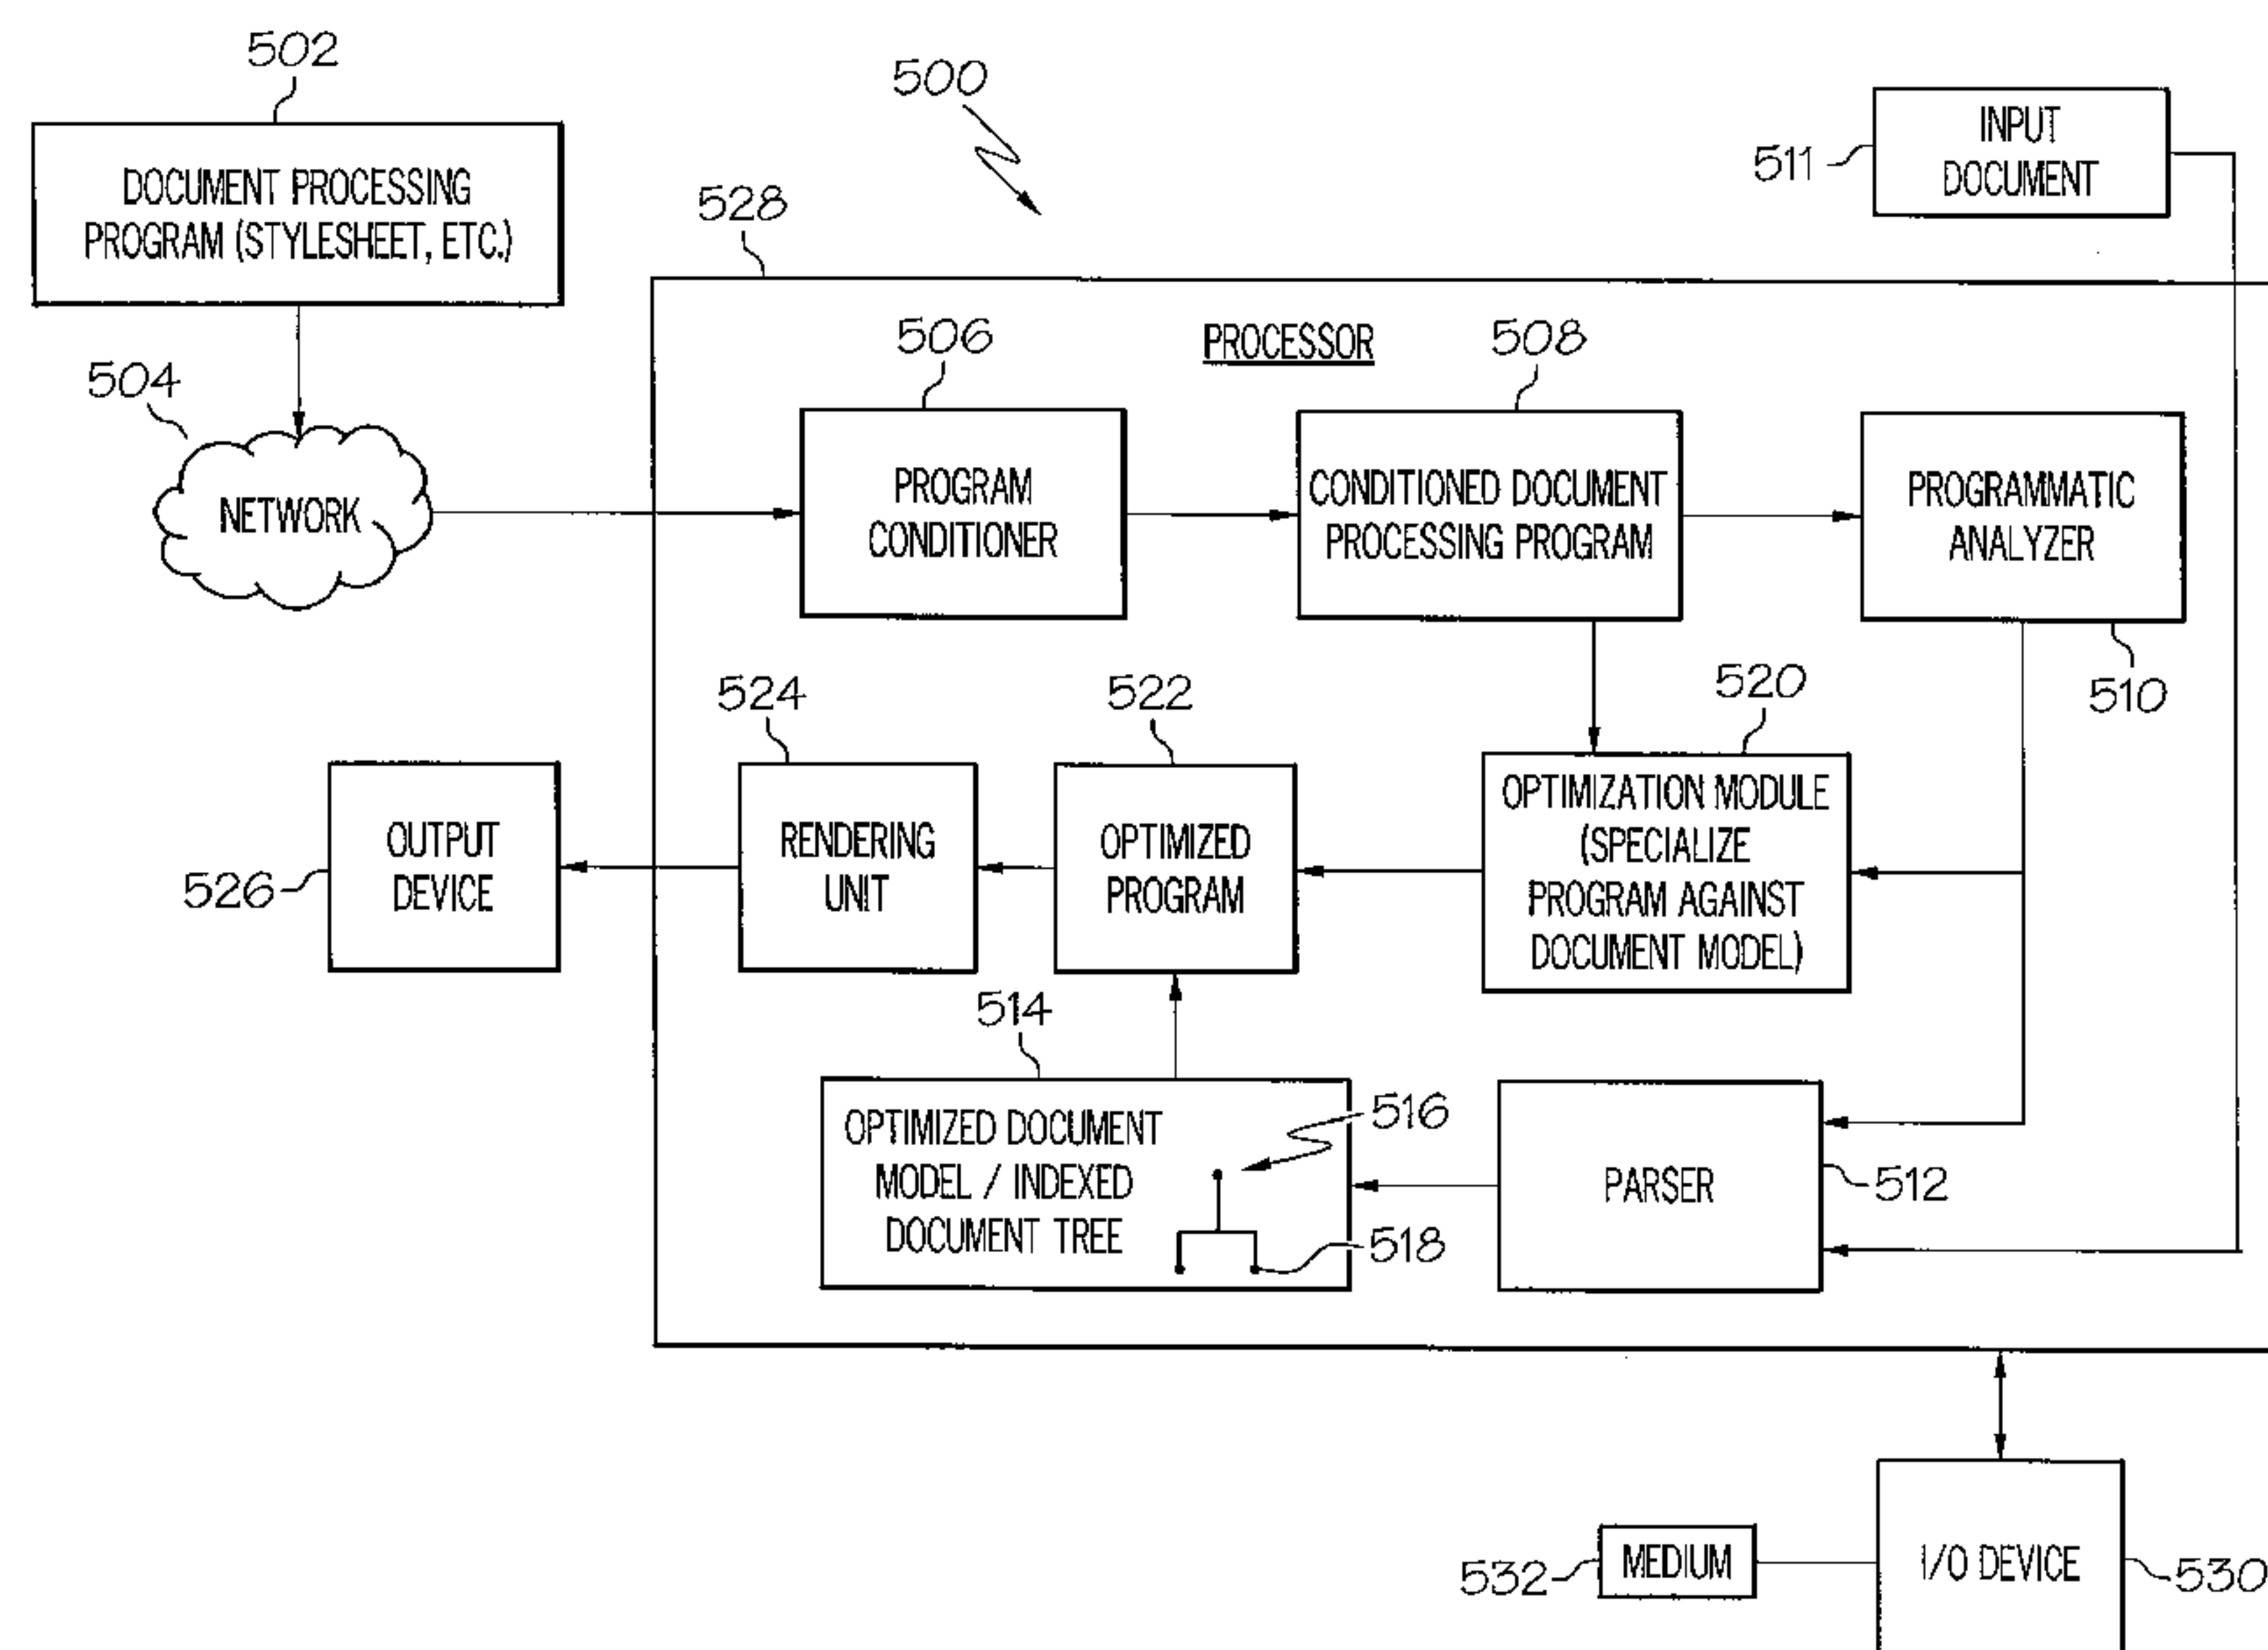 502
500
DOCUMENT PROCESSING
PROGRAM (STYLESHEET, ETC.)
511
INPUT
DOCUMENT
528
504
NETWORK
PROCESSOR
506
PROGRAM
CONDITIONER
508
CONDITIONED DOCUMENT
PROCESSING PROGRAM
PROGRAMMATIC
ANALYZER
510
526
OUTPUT
DEVICE
524
RENDERING
UNIT
522
OPTIMIZED
PROGRAM
520
OPTIMIZATION MODULE
(SPECIALIZE
PROGRAM AGAINST
DOCUMENT MODEL)
514
OPTIMIZED DOCUMENT
MODEL / INDEXED
DOCUMENT TREE
516
518
PARSER
512
532
MEDIUM
I/O DEVICE
530